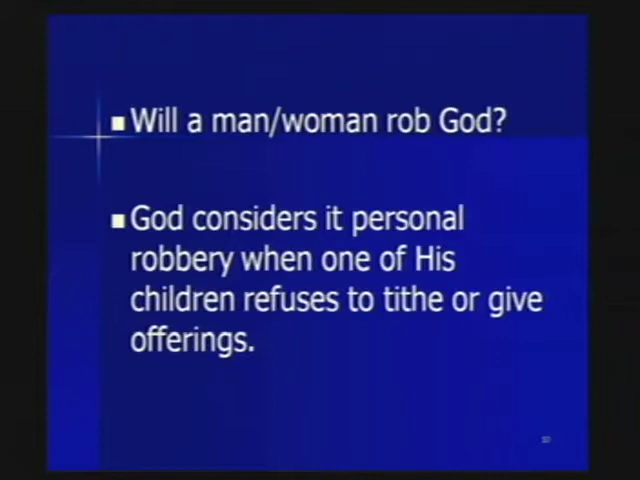 Will a man/woman rob God?
God considers it personal
robbery when one of His
children refuses to tithe or give
offerings.